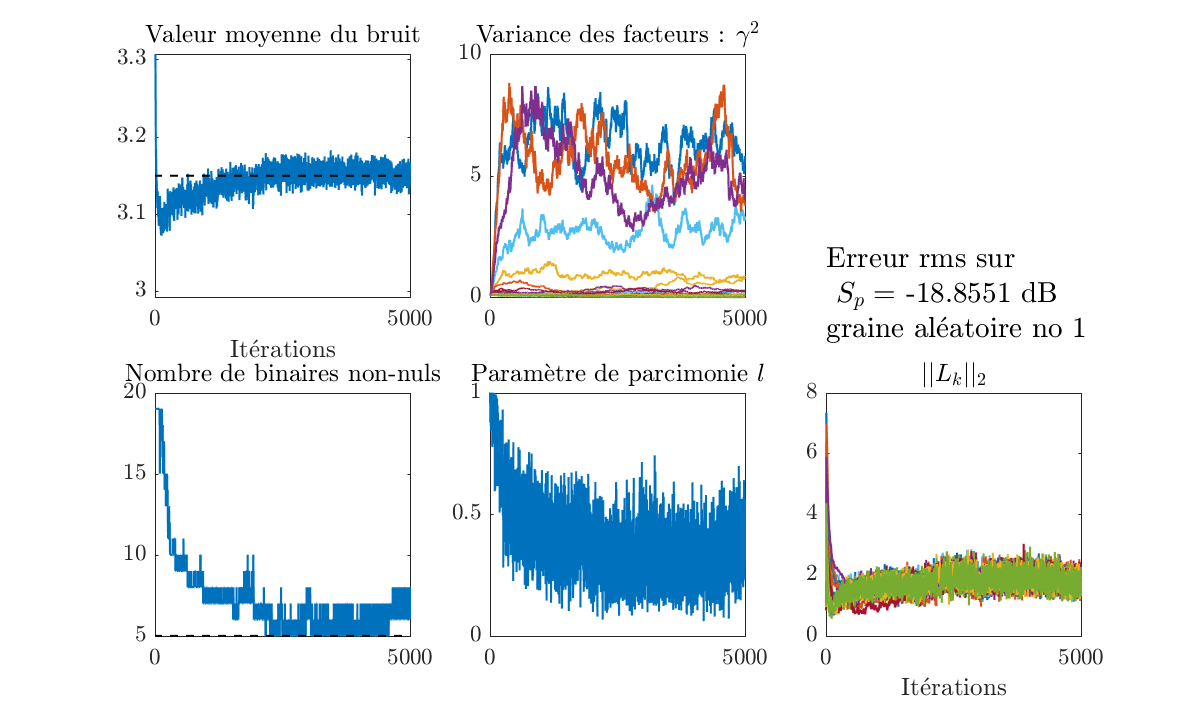 Valeur moyenne du bruit
3.3
3.2
3.1
3
0
5000
Itérations
Variance des facteurs : γ²
10
5
0
0
5000
Erreur rms sur
S_p = -18.8551 dB
graine aléatoire no 1
Nombre de binaires non-nuls
20
15
10
5
0
5000
Paramètre de parcimonie l
1
0.5
0
0
5000
||L_k||_2
8
6
4
2
0
0
5000
Itérations